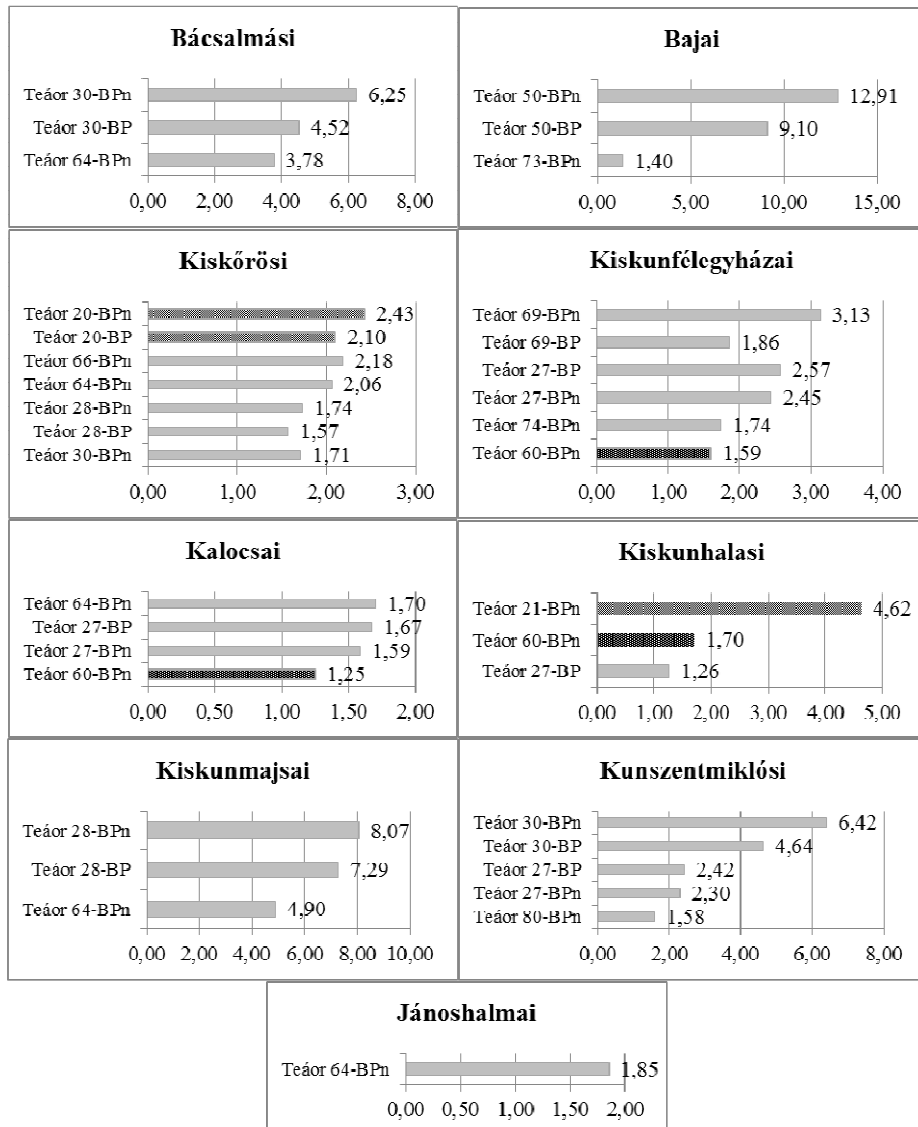 Bácsalmási
Teáor 30-BPn 6,25
Teáor 30-BP 4,52
Teáor 64-BPn 3,78
0,00 2,00 4,00 6,00 8,00
Bajai
Teáor 50-BPn 12,91
Teáor 50-BP 9,10
Teáor 73-BPn 1,40
0,00 5,00 10,00 15,00
Kiskőrösi
Teáor 20-BPn 2,43
Teáor 20-BP 2,10
Teáor 66-BPn 2,18
Teáor 64-BPn 2,06
Teáor 28-BPn 1,74
Teáor 28-BP 1,57
Teáor 30-BPn 1,71
0,00 1,00 2,00 3,00
Kiskunfélegyházai
Teáor 69-BPn 3,13
Teáor 69-BP 1,86
Teáor 27-BP 2,57
Teáor 27-BPn 2,45
Teáor 74-BPn 1,74
Teáor 60-BPn 1,59
0,00 1,00 2,00 3,00 4,00
Kalocsai
Teáor 64-BPn 1,70
Teáor 27-BP 1,67
Teáor 27-BPn 1,59
Teáor 60-BPn 1,25
0,00 0,50 1,00 1,50 2,00
Kiskunhalasi
Teáor 21-BPn 4,62
Teáor 60-BPn 1,70
Teáor 27-BP 1,26
0,00 1,00 2,00 3,00 4,00 5,00
Kiskunmajsai
Teáor 28-BPn 8,07
Teáor 28-BP 7,29
Teáor 64-BPn 4,90
0,00 2,00 4,00 6,00 8,00 10,00
Kunszentmiklósi
Teáor 30-BPn 6,42
Teáor 30-BP 4,64
Teáor 27-BP 2,42
Teáor 27-BPn 2,30
Teáor 80-BPn 1,58
0,00 2,00 4,00 6,00 8,00
Jánoshalmai
Teáor 64-BPn 1,85
0,00 0,50 1,00 1,50 2,00